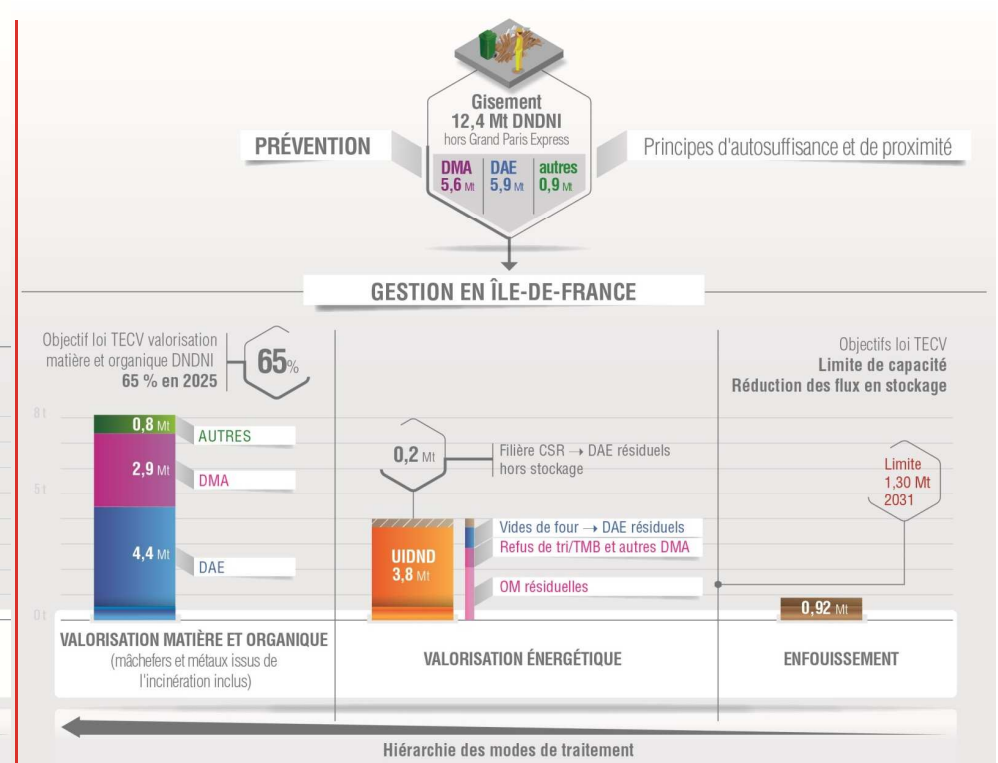 Gisement
12,4 Mt DNDNI
hors Grand Paris Express
PRÉVENTION
Principes d'autosuffisance et de proximité
DMA
5,6 Mt
DAE
5,9 Mt
autres
0,9 Mt
GESTION EN ÎLE-DE-FRANCE
Objectif loi TECV valorisation
matière et organique DNDNI
65 % en 2025
65%
Objectifs loi TECV
Limite de capacité
Réduction des flux en stockage
8 t
5 t
0 t
0,8 Mt
AUTRES
2,9 Mt
DMA
4,4 Mt
DAE
0,2 Mt
Filière CSR → DAE résiduels
hors stockage
UIDND
3,8 Mt
Vides de four → DAE résiduels
Refus de tri/TMB et autres DMA
OM résiduelles
Limite
1,30 Mt
2031
0,92 Mt
VALORISATION MATIÈRE ET ORGANIQUE
(mâchefers et métaux issus de
l'incinération inclus)
VALORISATION ÉNERGÉTIQUE
ENFOUISSEMENT
Hiérarchie des modes de traitement